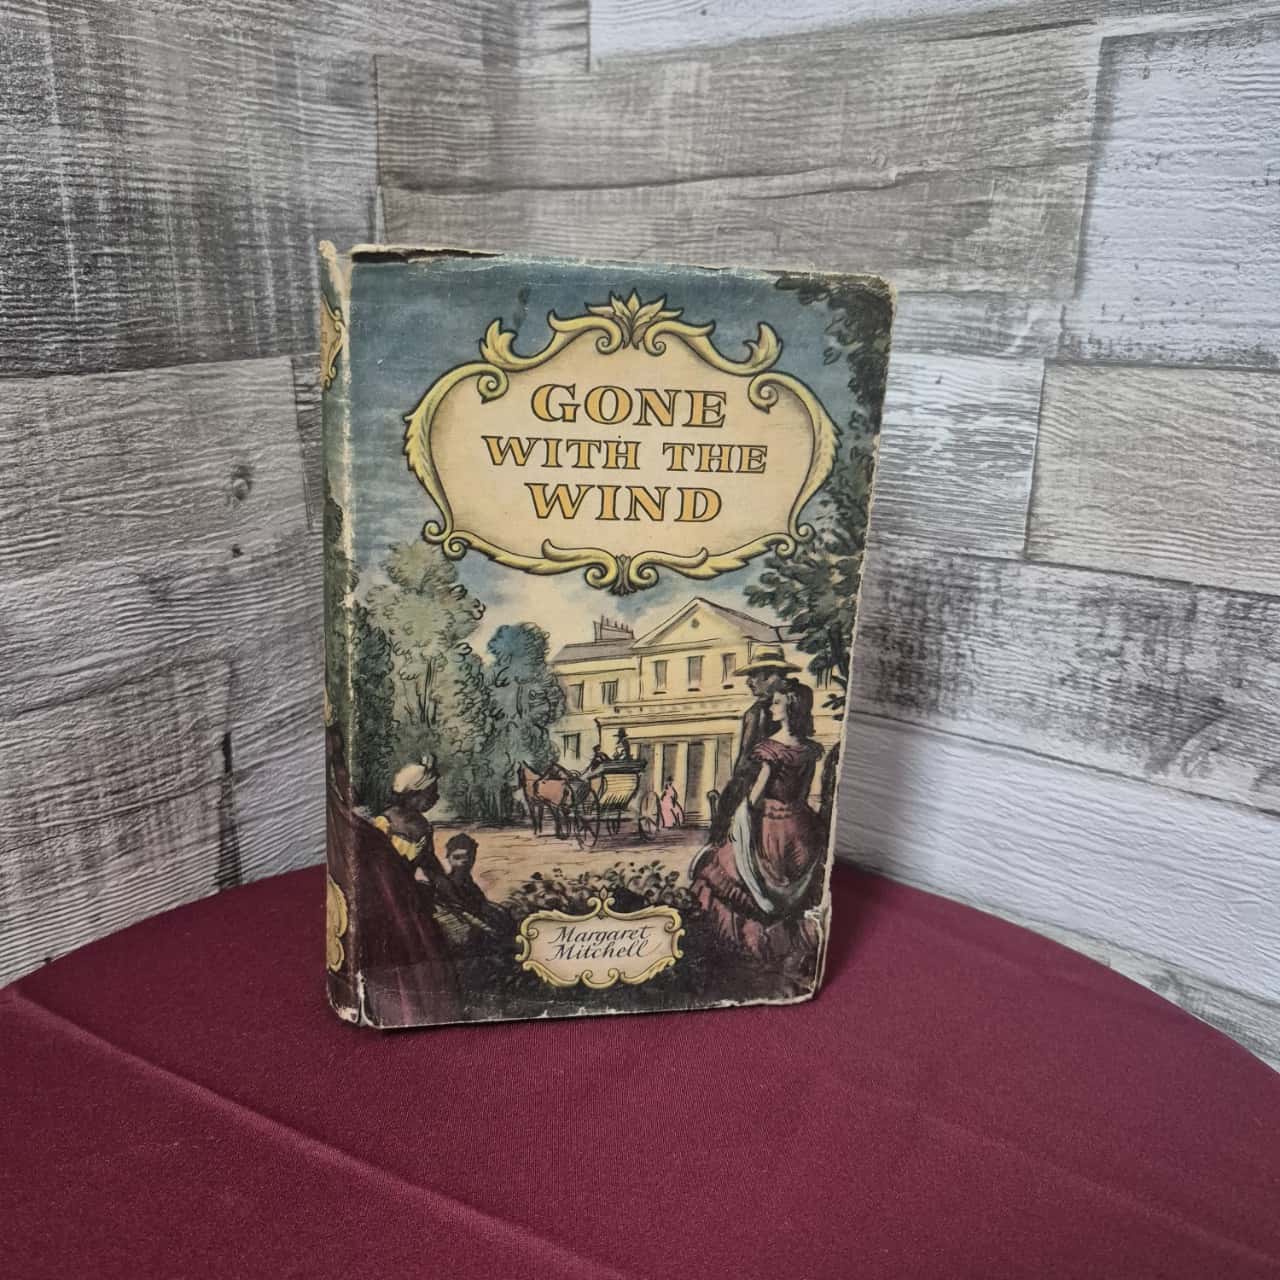 GONE
WITH THE
WIND
Margaret
Mitchell